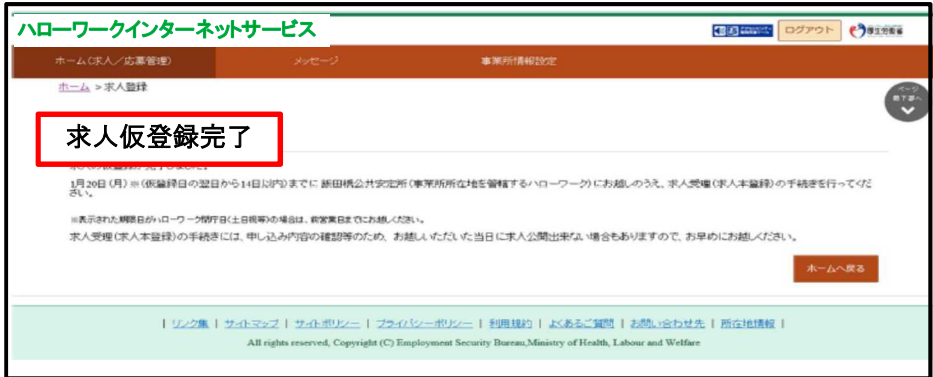 ハローワークインターネットサービス
ログアウト
厚生労働省
ホーム(求人/応募管理) メッセージ 事業所情報設定
ホーム > 求人登録
ページ
最下部へ
求人仮登録完了
1月20日(月)※(仮登録日の翌日から14日以内)までに 飯田橋公共安定所(事業所所在地を管轄するハローワーク)にお越しのうえ、求人受理(求人本登録)の手続きを行ってくだ
さい。
※表示された期限日がハローワーク閉庁日(土日祝等)の場合は、前営業日までにお越しください。
求人受理(求人本登録)の手続きには、申し込み内容の確認等のため、お越しいただいた当日に求人公開出来ない場合もありますので、お早めにお越しください。
ホームへ戻る
| リンク集 | サイトマップ | サイトポリシー | プライバシーポリシー | 利用規約 | よくあるご質問 | お問い合わせ先 | 所在地情報 |
All rights reserved, Copyright (C) Employment Security Bureau,Ministry of Health, Labour and Welfare